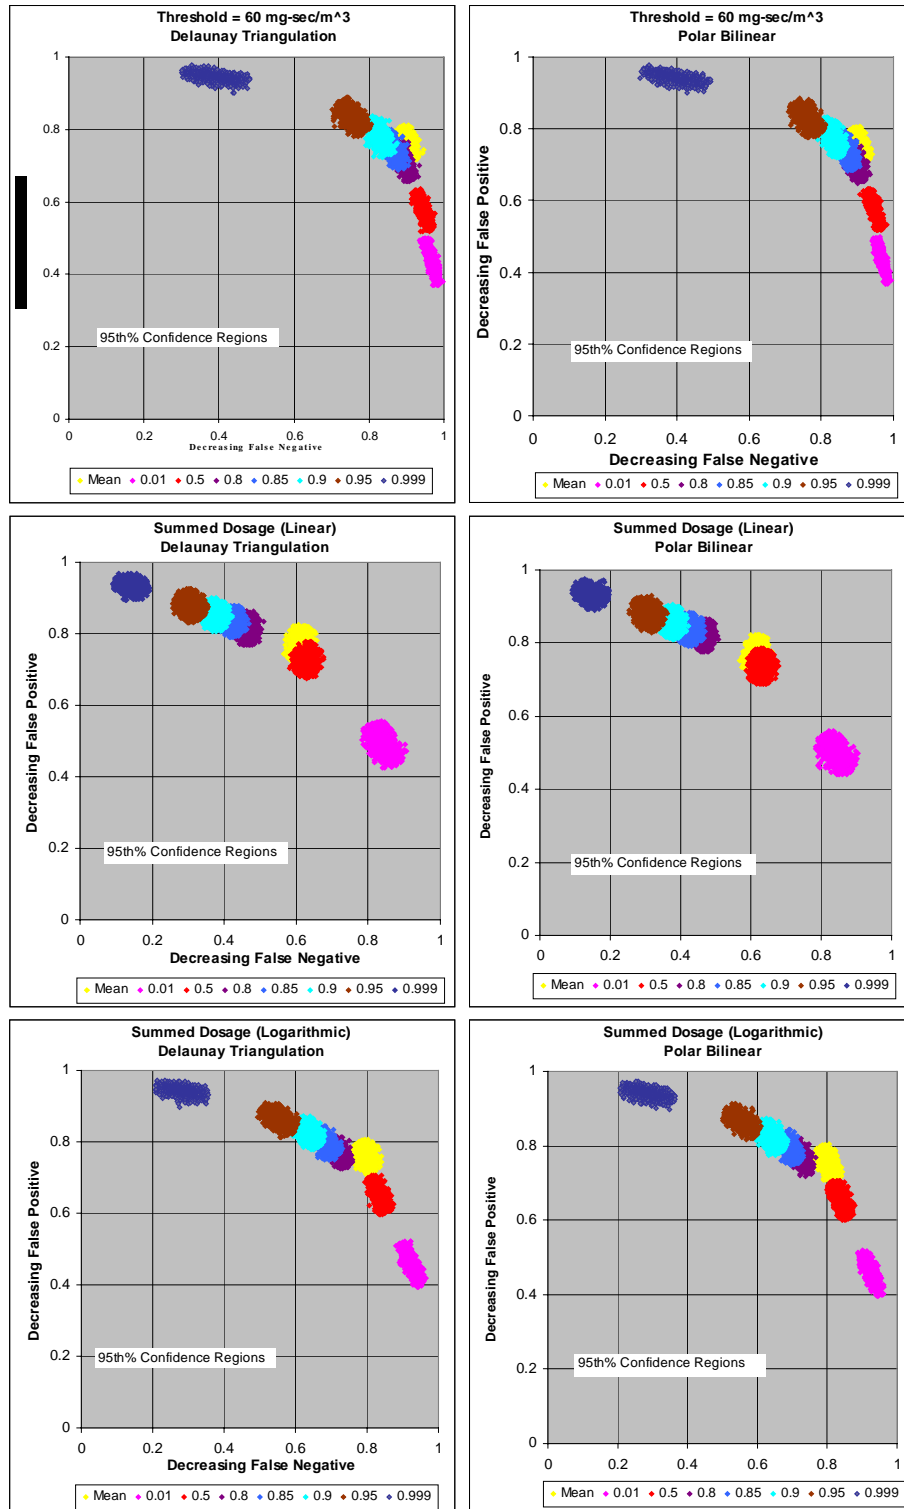 Threshold = 60 mg-sec/m^3
Delaunay Triangulation
1
0.8
0.6
0.4
0.2
0
95th% Confidence Regions
0 0.2 0.4 0.6 0.8 1
Decreasing False Negative
Mean 0.01 0.5 0.8 0.85 0.9 0.95 0.999
Threshold = 60 mg-sec/m^3
Polar Bilinear
Decreasing False Positive
1
0.8
0.6
0.4
0.2
0
95th% Confidence Regions
0 0.2 0.4 0.6 0.8 1
Decreasing False Negative
Mean 0.01 0.5 0.8 0.85 0.9 0.95 0.999
Summed Dosage (Linear)
Delaunay Triangulation
Decreasing False Positive
1
0.8
0.6
0.4
0.2
0
95th% Confidence Regions
0 0.2 0.4 0.6 0.8 1
Decreasing False Negative
Mean 0.01 0.5 0.8 0.85 0.9 0.95 0.999
Summed Dosage (Linear)
Polar Bilinear
Decreasing False Positive
1
0.8
0.6
0.4
0.2
0
95th% Confidence Regions
0 0.2 0.4 0.6 0.8 1
Mean 0.01 0.5 0.8 0.85 0.9 0.95 0.999
Summed Dosage (Logarithmic)
Delaunay Triangulation
Decreasing False Positive
1
0.8
0.6
0.4
0.2
0
95th% Confidence Regions
0 0.2 0.4 0.6 0.8 1
Decreasing False Negative
Mean 0.01 0.5 0.8 0.85 0.9 0.95 0.999
Summed Dosage (Logarithmic)
Polar Bilinear
Decreasing False Positive
1
0.8
0.6
0.4
0.2
0
95th% Confidence Regions
0 0.2 0.4 0.6 0.8 1
Mean 0.01 0.5 0.8 0.85 0.9 0.95 0.999